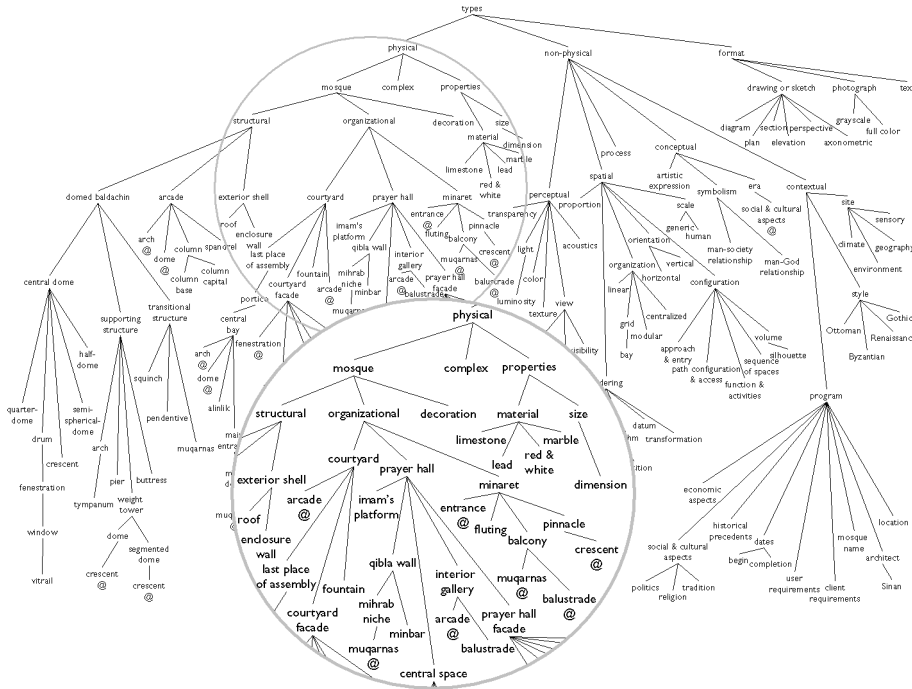 types
physical
non-physical
format
mosque
complex
properties
drawing or sketch
photograph
structural
organizational
decoration
size
material
dimension
marble
limestone
lead
red &
white
grayscale
full color
diagram
section
perspective
plan
elevation
axonometric
process
conceptual
artistic
expression
symbolism
era
social & cultural
aspects
@
man-society
relationship
man-God
relationship
contextual
site
sensory
climate
geography
environment
style
Ottoman
Byzantian
domed baldachin
arcade
exterior shell
courtyard
prayer hall
minaret
perceptual
proportion
spatial
scale
generic
human
orientation
vertical
horizontal
organization
linear
centralized
grid
modular
bay
configuration
approach
& entry
path configuration
& access
function &
activities
sequence
of spaces
volume
silhouette
transparency
light
color
acoustics
luminosity
texture
view
arch
@
dome
@
column
base
column
capital
spandrel
roof
enclosure
wall
last place
of assembly
courtyard
facade
fountain
arcade
@
imam's
platform
qibla wall
mihrab
niche
minbar
interior
gallery
arcade
@
balustrade
prayer hall
facade
entrance
@
fluting
balcony
muqarnas
@
pinnacle
crescent
@
balustrade
@
central dome
supporting
structure
transitional
structure
central
bay
fenestration
@
arch
@
dome
@
half-
dome
quarter-
dome
semi-
spherical-
dome
drum
crescent
fenestration
window
vitrail
arch
tympanum
pier
weight
tower
buttress
dome
crescent
@
segmented
dome
crescent
@
squinch
pendentive
muqarnas
datum
transformation
program
economic
aspects
social & cultural
aspects
politics
religion
tradition
historical
precedents
dates
begin
completion
user
requirements
client
requirements
mosque
name
architect
Sinan
location
physical
mosque
complex
properties
structural
organizational
decoration
material
size
limestone
marble
lead
red &
white
dimension
courtyard
prayer hall
minaret
exterior shell
roof
enclosure
wall
arcade
@
imam's
platform
last place
of assembly
fountain
courtyard
facade
qibla wall
mihrab
niche
muqarnas
@
minbar
interior
gallery
arcade
@
balustrade
prayer hall
facade
central space
entrance
@
fluting
balcony
muqarnas
@
balustrade
@
pinnacle
crescent
@